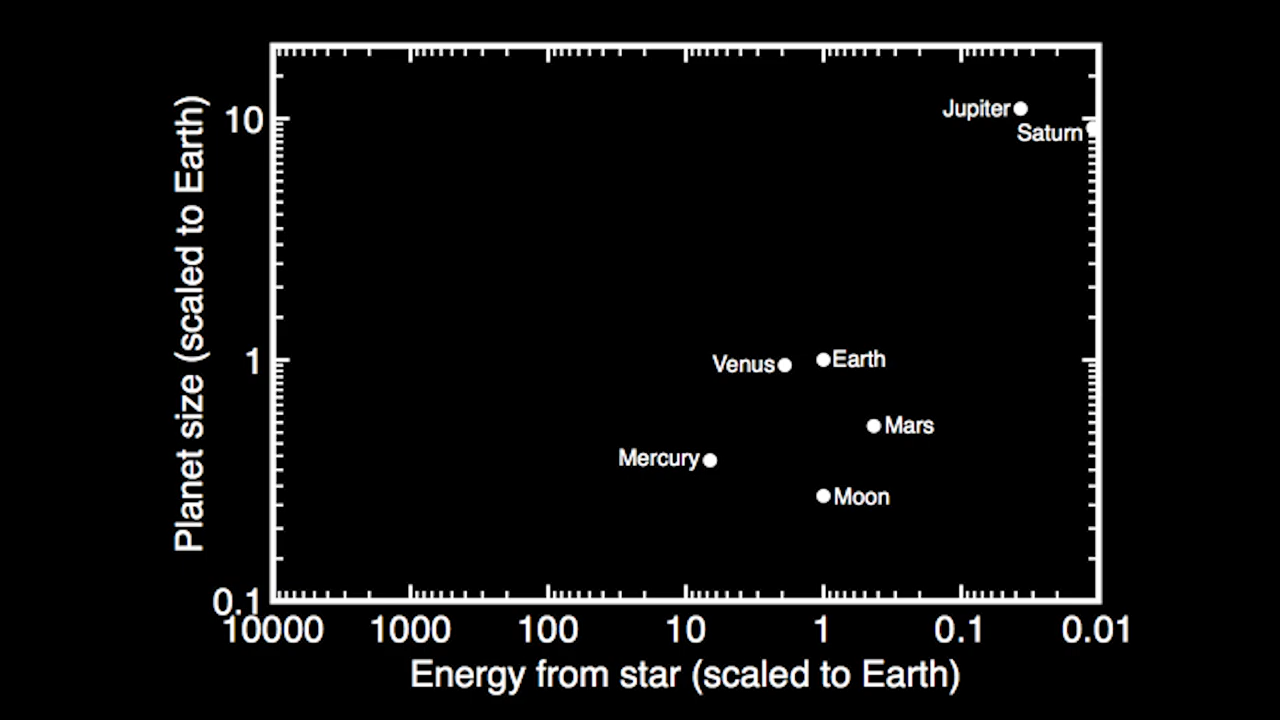 Planet size (scaled to Earth)
10
1
0.1
Jupiter
Saturn
Venus
Earth
Mars
Mercury
Moon
10000 1000 100 10 1 0.1 0.01
Energy from star (scaled to Earth)